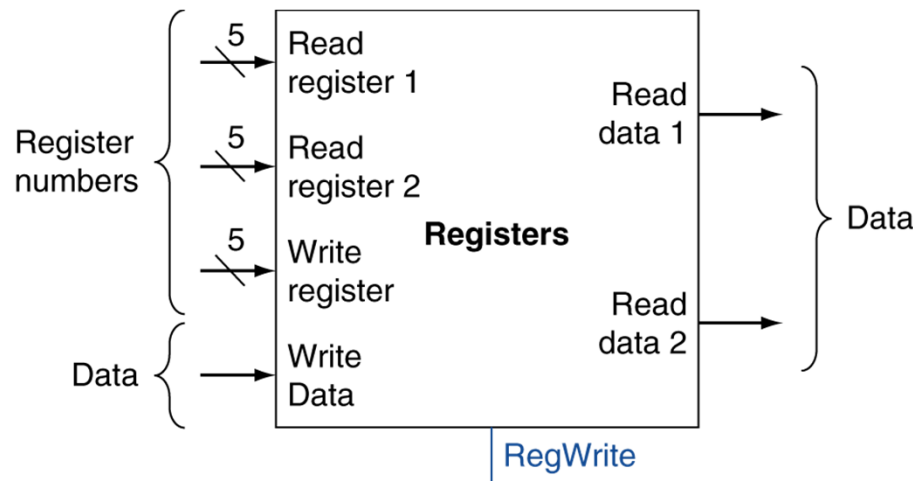 Register
numbers
Data
5
Read
register 1
5
Read
register 2
5
Write
register
Write
Data
Registers
Read
data 1
Read
data 2
Data
RegWrite